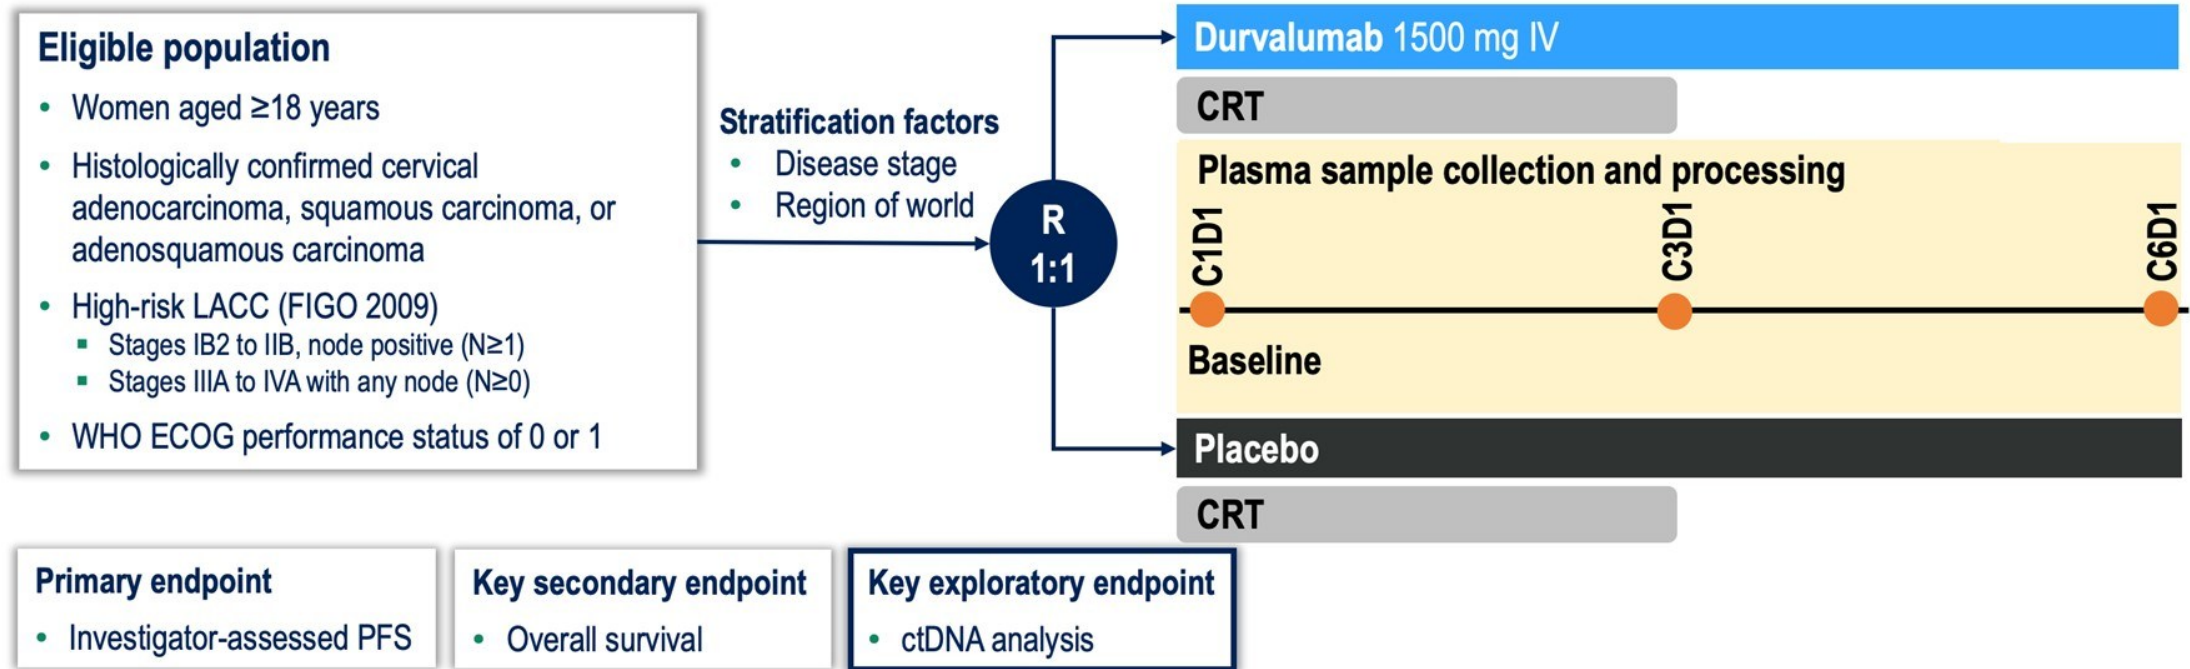 Eligible population
• Women aged ≥18 years
• Histologically confirmed cervical
adenocarcinoma, squamous carcinoma, or
adenosquamous carcinoma
• High-risk LACC (FIGO 2009)
▪ Stages IB2 to IIB, node positive (N≥1)
▪ Stages IIIA to IVA with any node (N≥0)
• WHO ECOG performance status of 0 or 1
Stratification factors
• Disease stage
• Region of world
R
1:1
Durvalumab 1500 mg IV
CRT
Plasma sample collection and processing
C1D1
C3D1
C6D1
Baseline
Placebo
CRT
Primary endpoint
• Investigator-assessed PFS
Key secondary endpoint
• Overall survival
Key exploratory endpoint
• ctDNA analysis